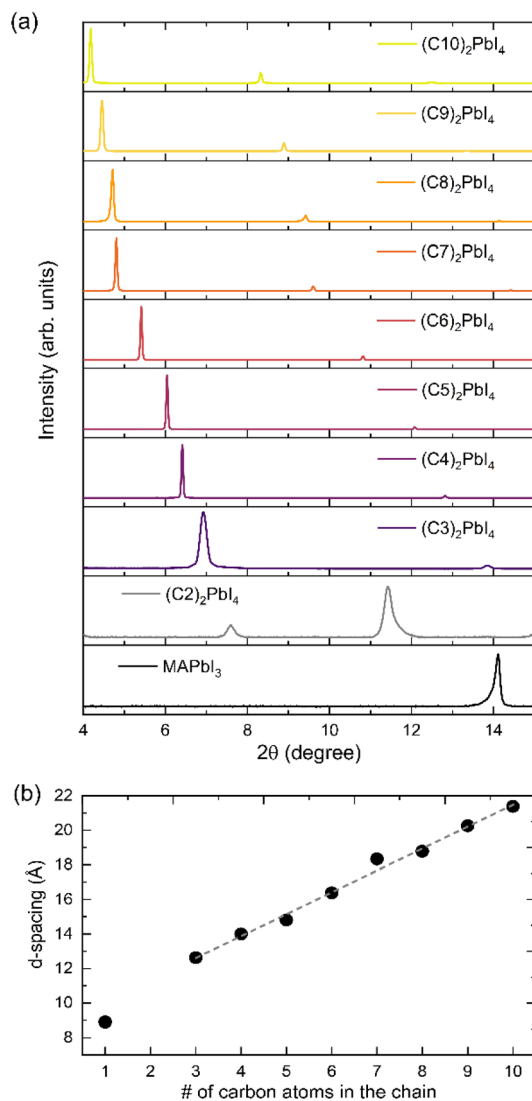 (a)
(C10)₂PbI₄
(C9)₂PbI₄
(C8)₂PbI₄
(C7)₂PbI₄
(C6)₂PbI₄
(C5)₂PbI₄
(C4)₂PbI₄
(C3)₂PbI₄
(C2)₂PbI₄
MAPbI₃
Intensity (arb. units)
4 6 8 10 12 14
2θ (degree)
(b)
22
20
18
16
14
12
10
8
d-spacing (Å)
1 2 3 4 5 6 7 8 9 10
# of carbon atoms in the chain